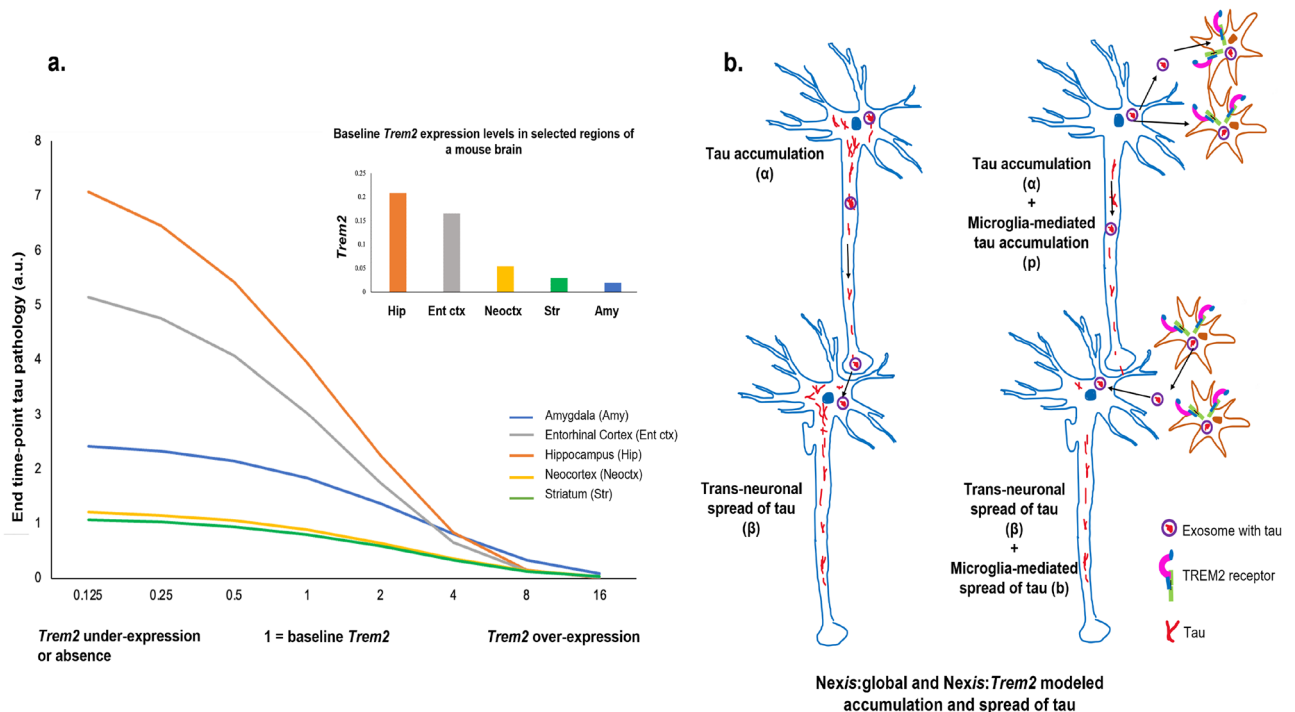 a.
Baseline Trem2 expression levels in selected regions of
a mouse brain
0.25
0.2
0.15
0.1
0.05
0
Trem2
Hip Ent ctx Neoctx Str Amy
8
7
6
5
4
3
2
1
0
End time-point tau pathology (a.u.)
Amygdala (Amy)
Entorhinal Cortex (Ent ctx)
Hippocampus (Hip)
Neocortex (Neoctx)
Striatum (Str)
0.125 0.25 0.5 1 2 4 8 16
Trem2 under-expression
or absence
1 = baseline Trem2
Trem2 over-expression
b.
Tau accumulation
(α)
Trans-neuronal
spread of tau
(β)
Tau accumulation
(α)
+
Microglia-mediated
tau accumulation
(p)
Trans-neuronal
spread of tau
(β)
+
Microglia-mediated
spread of tau (b)
Exosome with tau
TREM2 receptor
Tau
Nexis:global and Nexis:Trem2 modeled
accumulation and spread of tau